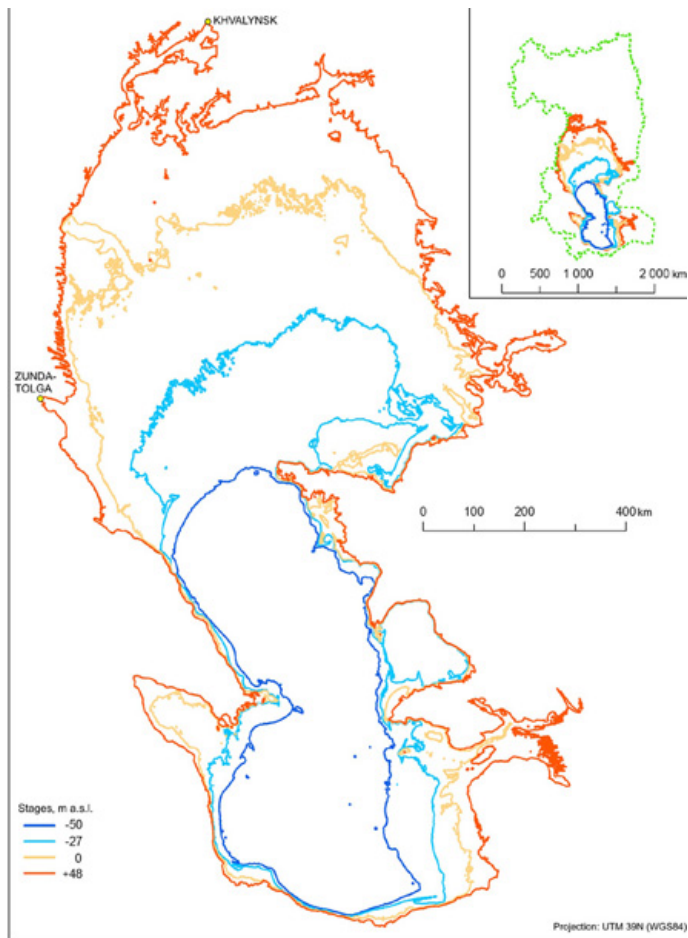 KHVALYNSK
0 500 1 000 2 000 km
ZUNDA-
TOLGA
0 100 200 400 km
Stages, m a.s.l.
-50
-27
0
+48
Projection: UTM 39N (WGS84)